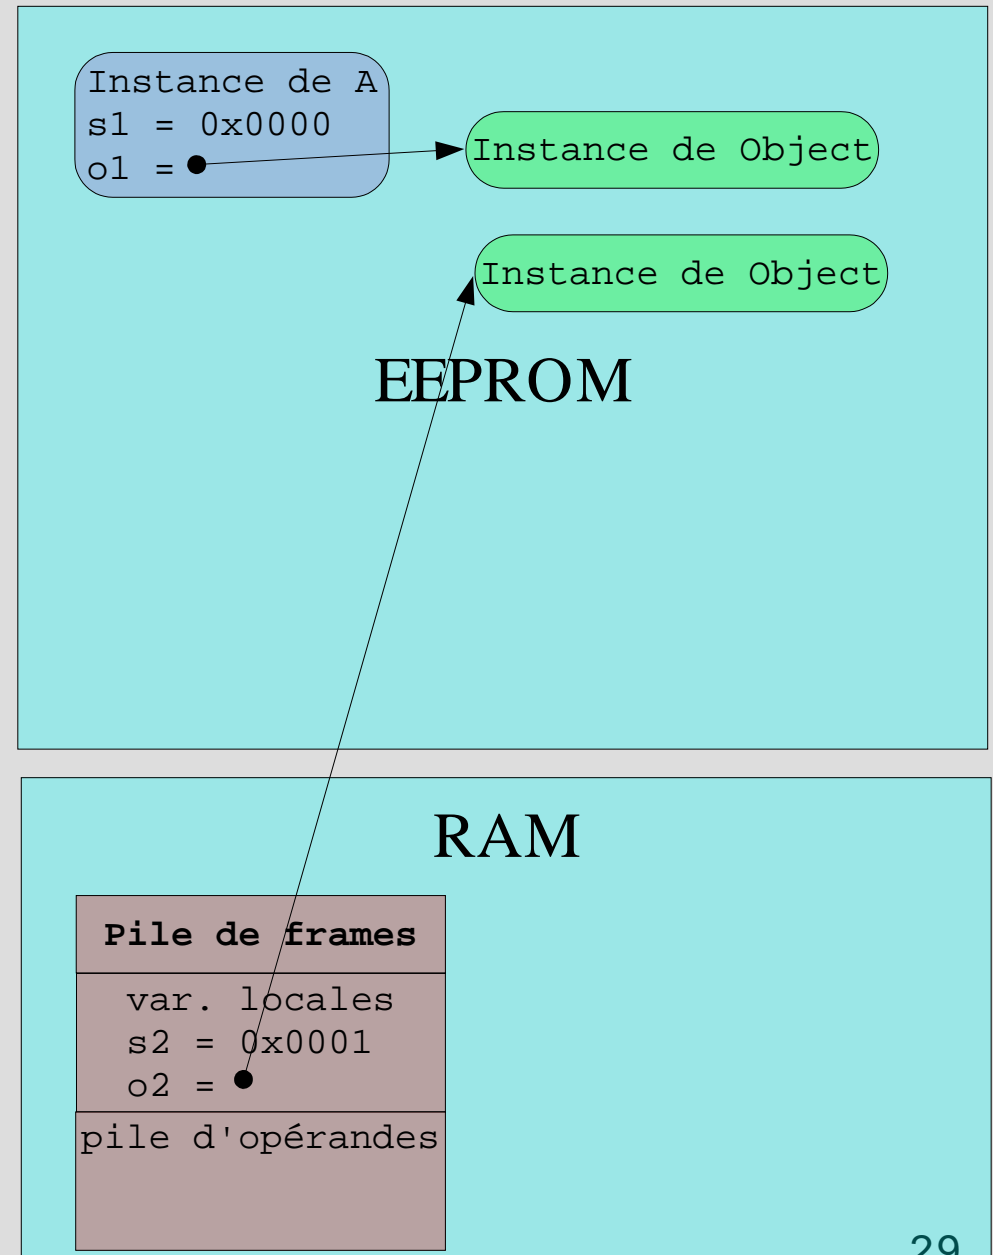 Instance de A
s1 = 0x0000
o1 =
Instance de Object
Instance de Object
EEPROM
RAM
Pile de frames
var. locales
s2 = 0x0001
o2 =
pile d'opérandes
29